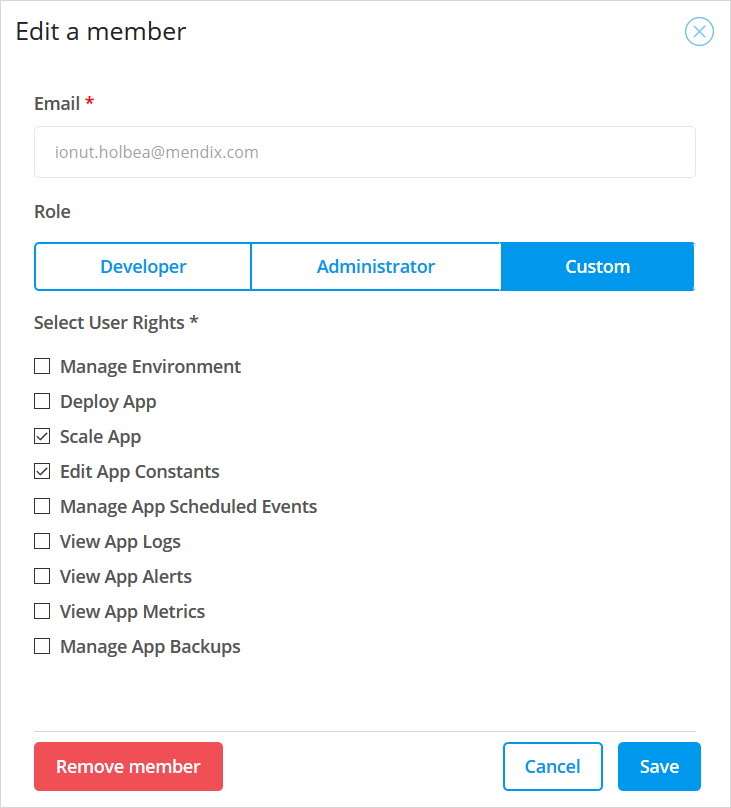 Edit a member
Email *
ionut.holbea@mendix.com
Role
Developer Administrator Custom
Select User Rights *
Manage Environment
Deploy App
Scale App
Edit App Constants
Manage App Scheduled Events
View App Logs
View App Alerts
View App Metrics
Manage App Backups
Remove member Cancel Save